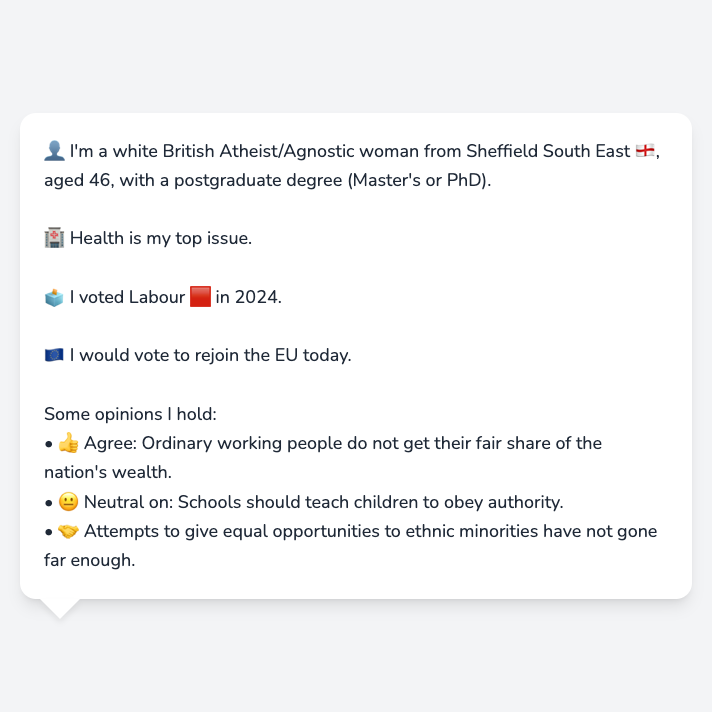 👤 I'm a white British Atheist/Agnostic woman from Sheffield South East 🏴󠁧󠁢󠁥󠁮󠁧󠁿,
aged 46, with a postgraduate degree (Master's or PhD).
🏥 Health is my top issue.
🗳️ I voted Labour 🟥 in 2024.
🇪🇺 I would vote to rejoin the EU today.
Some opinions I hold:
• 👍 Agree: Ordinary working people do not get their fair share of the
nation's wealth.
• 😐 Neutral on: Schools should teach children to obey authority.
• 🤝 Attempts to give equal opportunities to ethnic minorities have not gone
far enough.